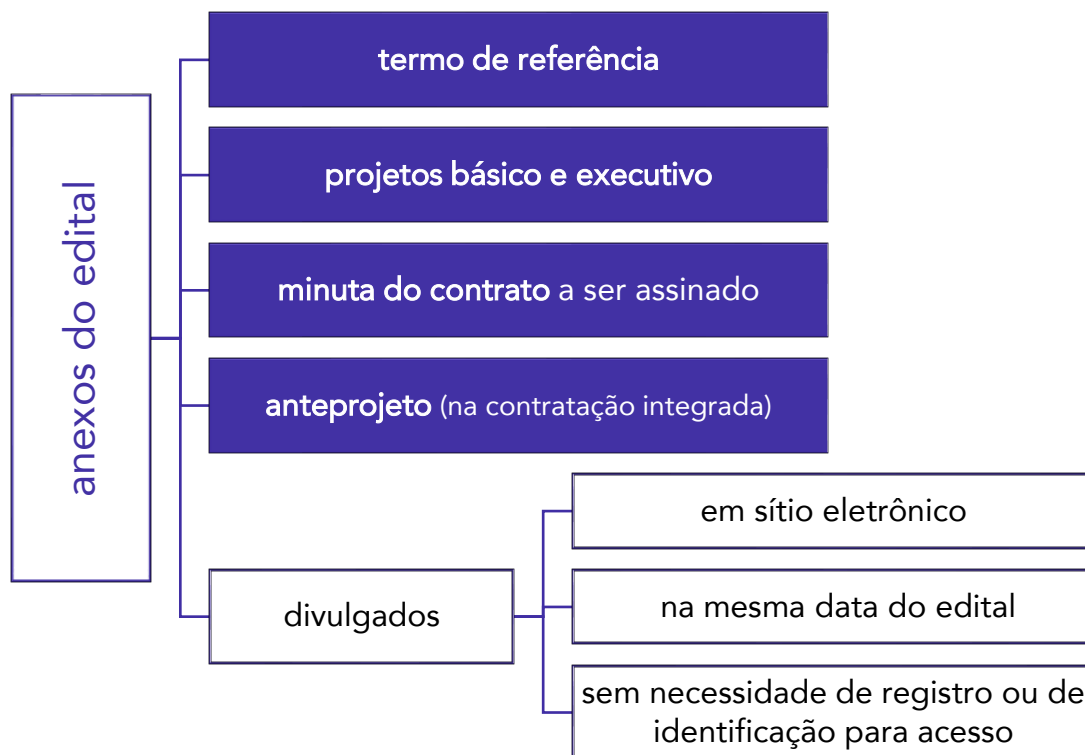 anexos do edital
termo de referência
projetos básico e executivo
minuta do contrato a ser assinado
anteprojeto (na contratação integrada)
divulgados
em sítio eletrônico
na mesma data do edital
sem necessidade de registro ou de
identificação para acesso